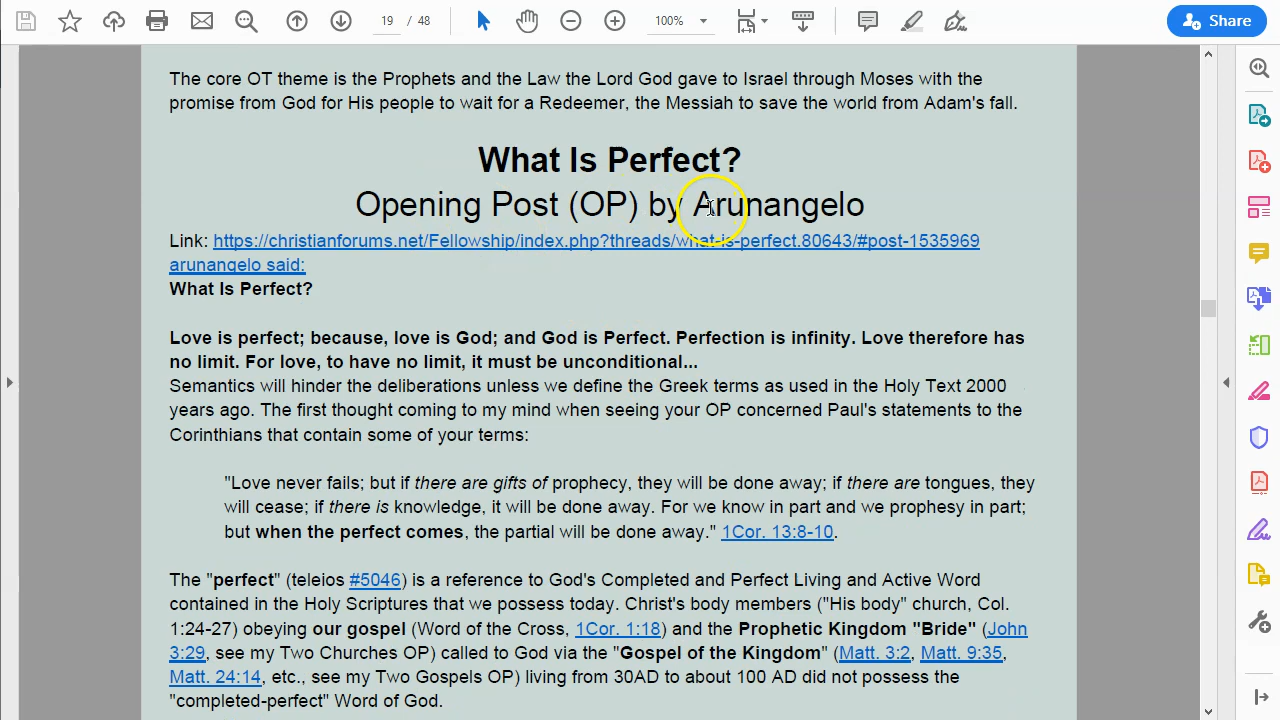 19 / 48
100%
Share
The core OT theme is the Prophets and the Law the Lord God gave to Israel through Moses with the
promise from God for His people to wait for a Redeemer, the Messiah to save the world from Adam's fall.
What Is Perfect?
Opening Post (OP) by Arunangelo
Link: https://christianforums.net/Fellowship/index.php?threads/what-is-perfect.80643/#post-1535969
arunangelo said:
What Is Perfect?
Love is perfect; because, love is God; and God is Perfect. Perfection is infinity. Love therefore has
no limit. For love, to have no limit, it must be unconditional...
Semantics will hinder the deliberations unless we define the Greek terms as used in the Holy Text 2000
years ago. The first thought coming to my mind when seeing your OP concerned Paul's statements to the
Corinthians that contain some of your terms:
"Love never fails; but if there are gifts of prophecy, they will be done away; if there are tongues, they
will cease; if there is knowledge, it will be done away. For we know in part and we prophesy in part;
but when the perfect comes, the partial will be done away." 1Cor. 13:8-10.
The "perfect" (teleios #5046) is a reference to God's Completed and Perfect Living and Active Word
contained in the Holy Scriptures that we possess today. Christ's body members ("His body" church, Col.
1:24-27) obeying our gospel (Word of the Cross, 1Cor. 1:18) and the Prophetic Kingdom "Bride" (John
3:29, see my Two Churches OP) called to God via the "Gospel of the Kingdom" (Matt. 3:2, Matt. 9:35,
Matt. 24:14, etc., see my Two Gospels OP) living from 30AD to about 100 AD did not possess the
"completed-perfect" Word of God.